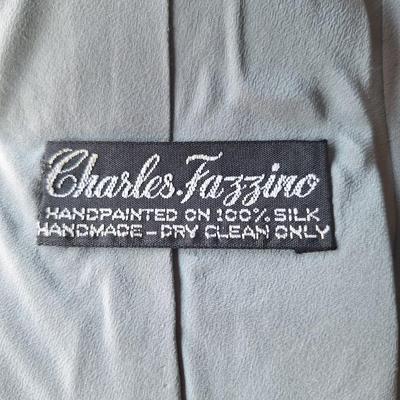 Charles.Fazzino
HANDPAINTED ON 100% SILK
HANDMADE - DRY CLEAN ONLY